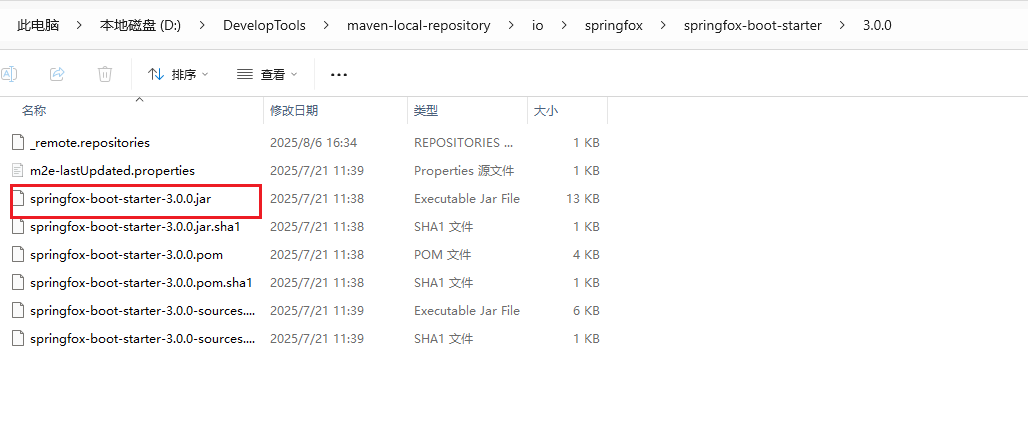 此电脑 > 本地磁盘 (D:) > DevelopTools > maven-local-repository > io > springfox > springfox-boot-starter > 3.0.0
排序 查看 ...
名称 修改日期 类型 大小
_remote.repositories 2025/8/6 16:34 REPOSITORIES ... 1 KB
m2e-lastUpdated.properties 2025/7/21 11:39 Properties 源文件 1 KB
springfox-boot-starter-3.0.0.jar 2025/7/21 11:38 Executable Jar File 13 KB
springfox-boot-starter-3.0.0.jar.sha1 2025/7/21 11:38 SHA1 文件 1 KB
springfox-boot-starter-3.0.0.pom 2025/7/21 11:38 POM 文件 4 KB
springfox-boot-starter-3.0.0.pom.sha1 2025/7/21 11:38 SHA1 文件 1 KB
springfox-boot-starter-3.0.0-sources.... 2025/7/21 11:39 Executable Jar File 6 KB
springfox-boot-starter-3.0.0-sources.... 2025/7/21 11:39 SHA1 文件 1 KB